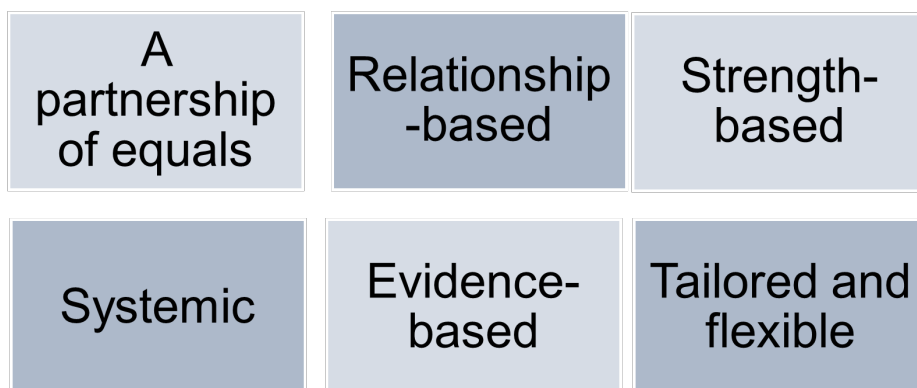 A
partnership
of equals
Relationship
-based
Strength-
based
Systemic
Evidence-
based
Tailored and
flexible